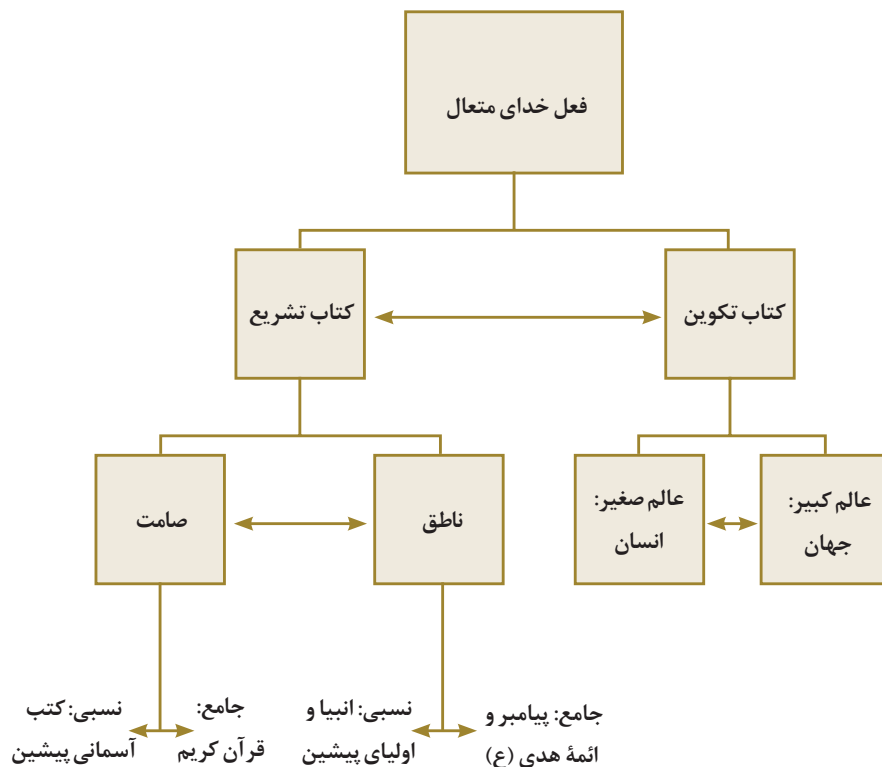 فعل خدای متعال
کتاب تکوین
کتاب تشریع
عالم کبیر:
جهان
عالم صغیر:
انسان
ناطق
صامت
جامع: پیامبر و
ائمهٔ هدی (ع)
نسبی: انبیا و
اولیای پیشین
جامع:
قرآن کریم
نسبی: کتب
آسمانی پیشین